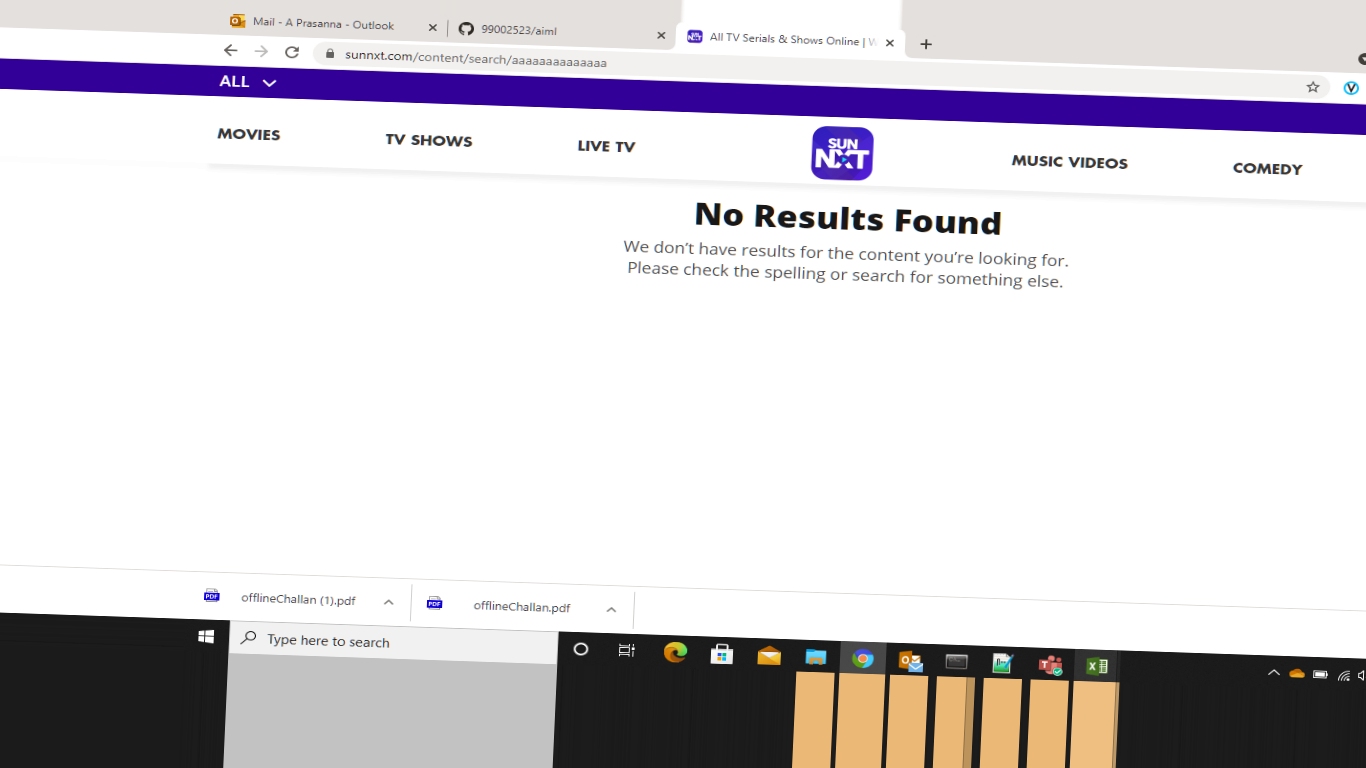 Mail - A Prasanna - Outlook
99002523/aiml
All TV Serials & Shows Online | W
sunnxt.com/content/search/aaaaaaaaaaaaaa
ALL
MOVIES
TV SHOWS
LIVE TV
SUN
NXT
MUSIC VIDEOS
COMEDY
No Results Found
We don't have results for the content you're looking for.
Please check the spelling or search for something else.
PDF
offlineChallan (1).pdf
PDF
offlineChallan.pdf
Type here to search